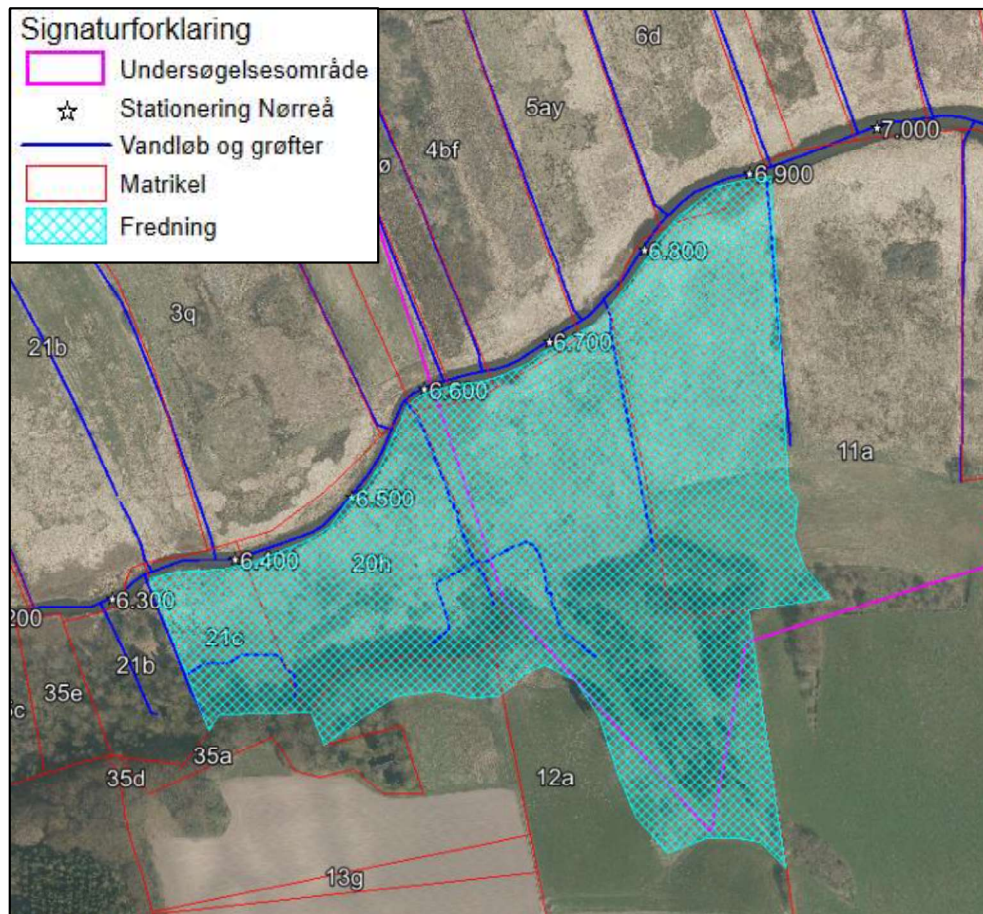 Signaturforklaring
Undersøgelsesområde
Stationering Nørreå
Vandløb og grøfter
Matrikel
Fredning
6d
5ay
4bf
ø
7.000
6.900
6.800
3q
21b
6.700
6.600
11a
6.500
20h
6.400
6.300
200
21c
21b
35e
5c
35a
35d
12a
13g